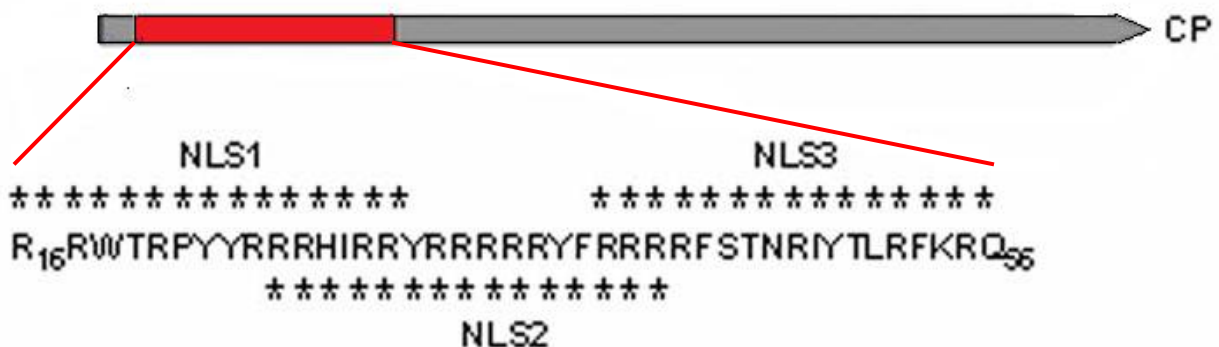 CP
NLS1 NLS3
*************** ***************
R16RWTRPYYRRRHIRRYRRRRRYFRRRRFSTNRIYTLRFKRQ56
***************
NLS2